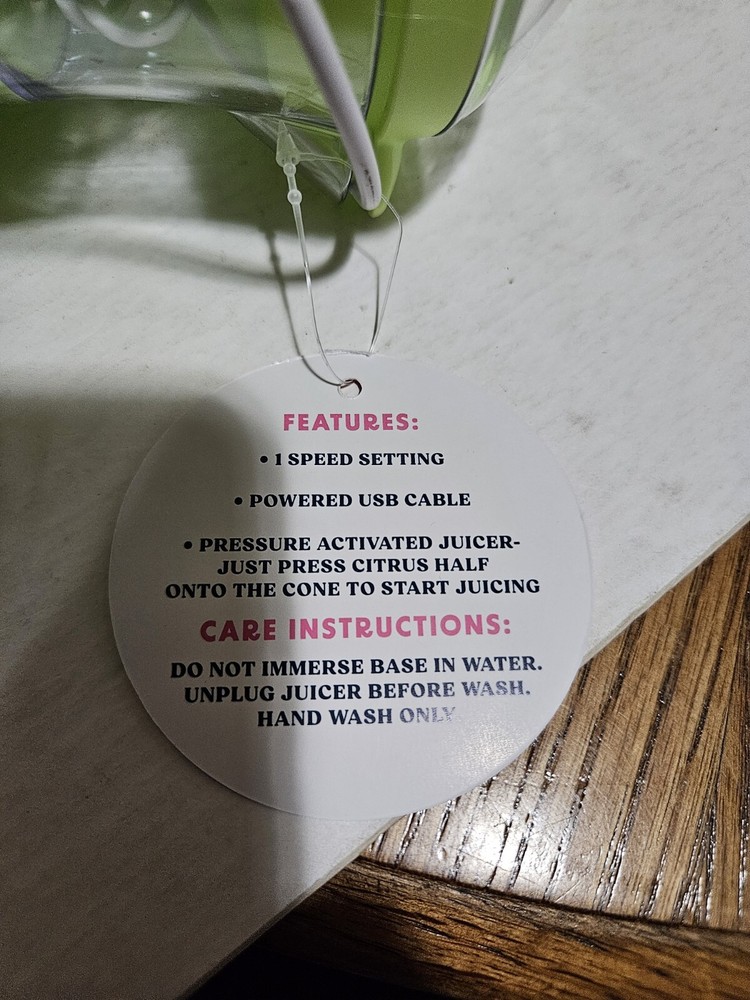 FEATURES:
• 1 SPEED SETTING
• POWERED USB CABLE
• PRESSURE ACTIVATED JUICER-
JUST PRESS CITRUS HALF
ONTO THE CONE TO START JUICING
CARE INSTRUCTIONS:
DO NOT IMMERSE BASE IN WATER.
UNPLUG JUICER BEFORE WASH.
HAND WASH ONLY